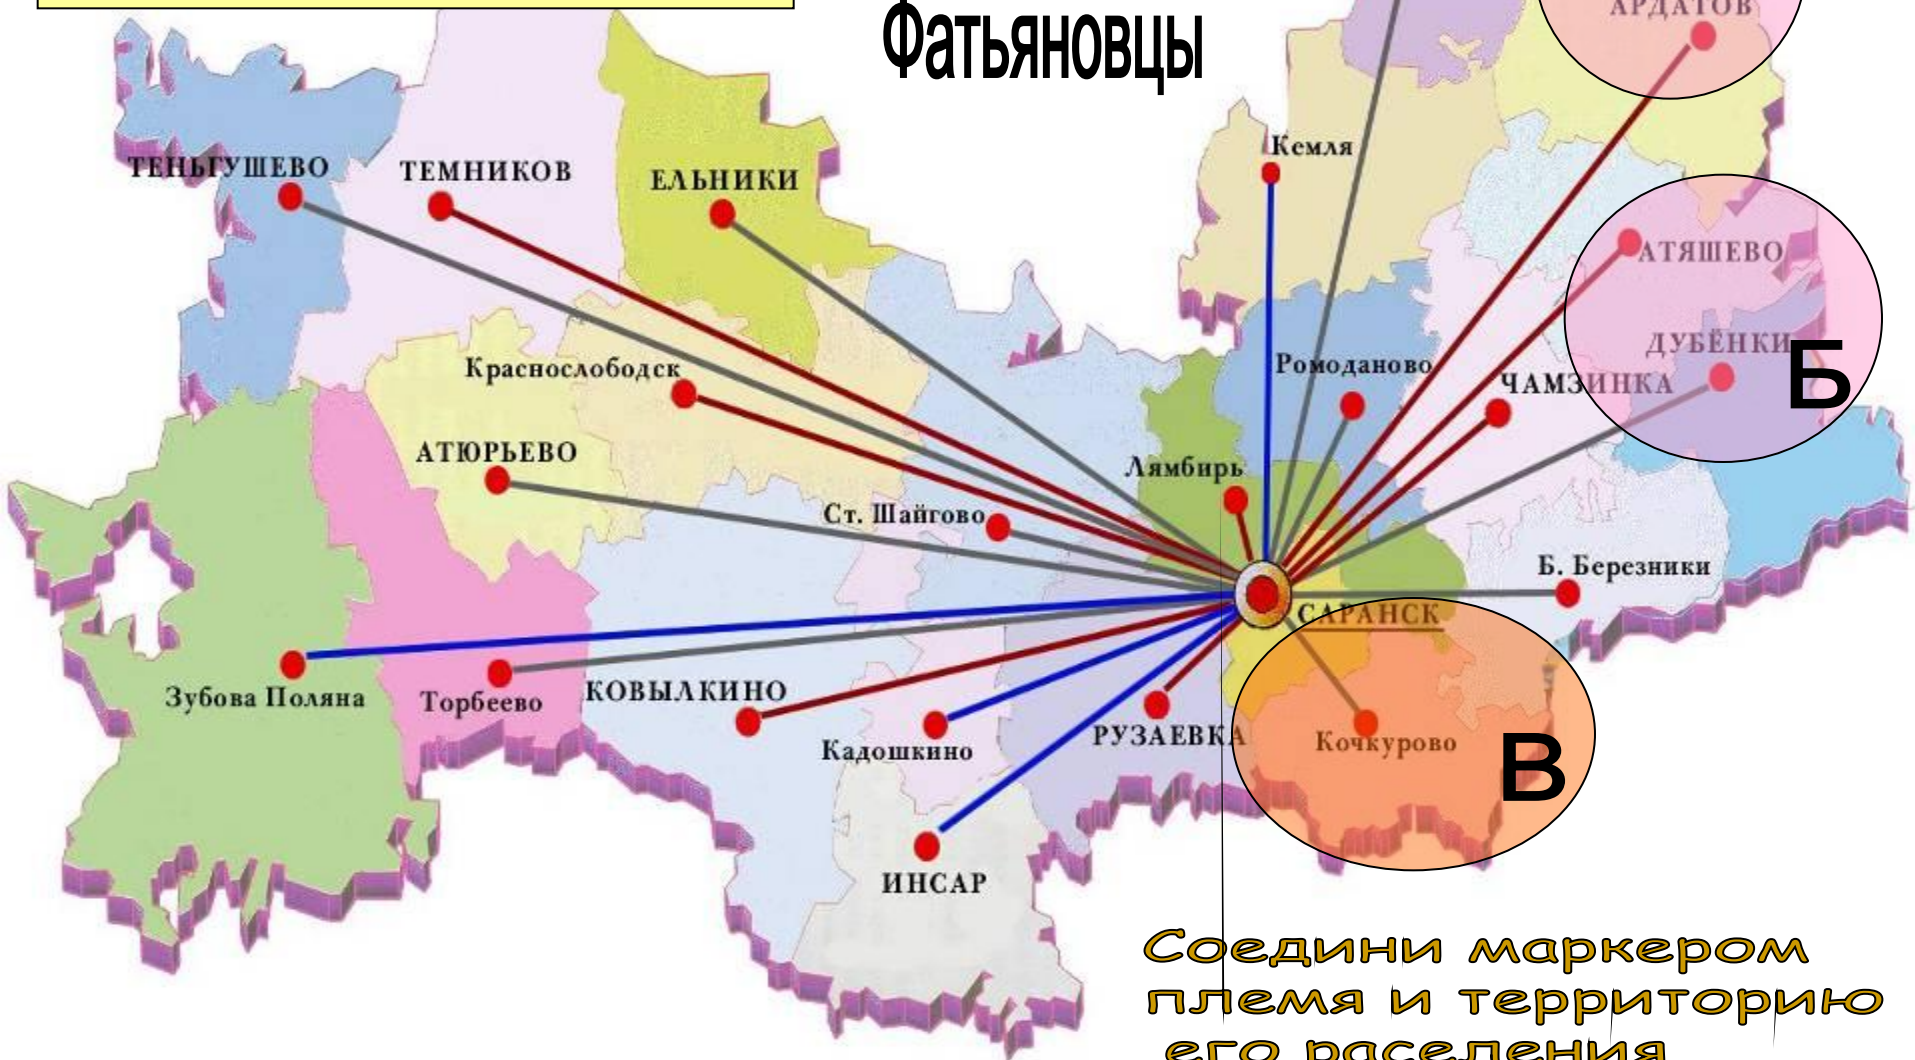 АРДАТОВ
Фатьяновцы
Кемля
ТЕНЬГУШЕВО
ТЕМНИКОВ
ЕЛЬНИКИ
АТЯШЕВО
ДУБЁНКИ
Б
Краснослободск
Ромоданово
ЧАМЗИНКА
АТЮРЬЕВО
Лямбирь
Ст. Шайгово
Б. Березники
САРАНСК
Зубова Поляна
Торбеево
КОВЫЛКИНО
Кадошкино
РУЗАЕВКА
Кочкурово
В
ИНСАР
Соедини маркером
племя и территорию
его раселения